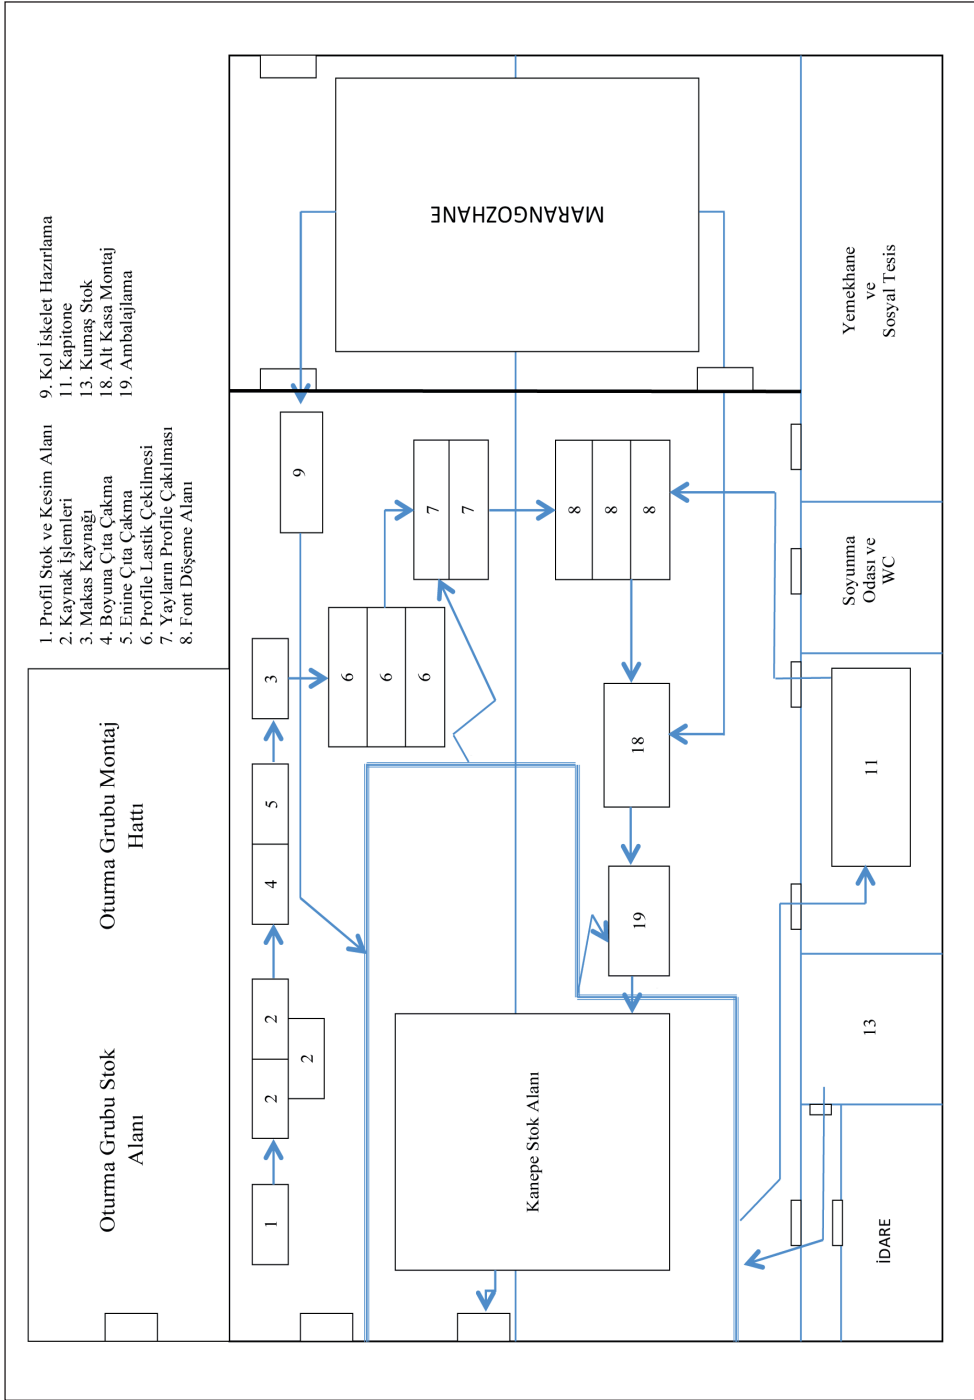 1. Profil Stok ve Kesim Alanı
2. Kaynak İşlemleri
3. Makas Kaynağı
4. Boyuna Çıta Çakma
5. Enine Çıta Çakma
6. Profile Lastik Çekilmesi
7. Yayların Profile Çakılması
8. Font Döşeme Alanı
9. Kol İskelet Hazırlama
11. Kapitone
13. Kumaş Stok
18. Alt Kasa Montaj
19. Ambalajlama
Oturma Grubu Stok
Alanı
Oturma Grubu Montaj
Hattı
1
2
2
2
4
5
3
9
6
6
6
7
7
8
8
8
MARANGOZHANE
Kanepe Stok Alanı
19
18
İDARE
13
11
Soyunma
Odası ve
WC
Yemekhane
ve
Sosyal Tesis